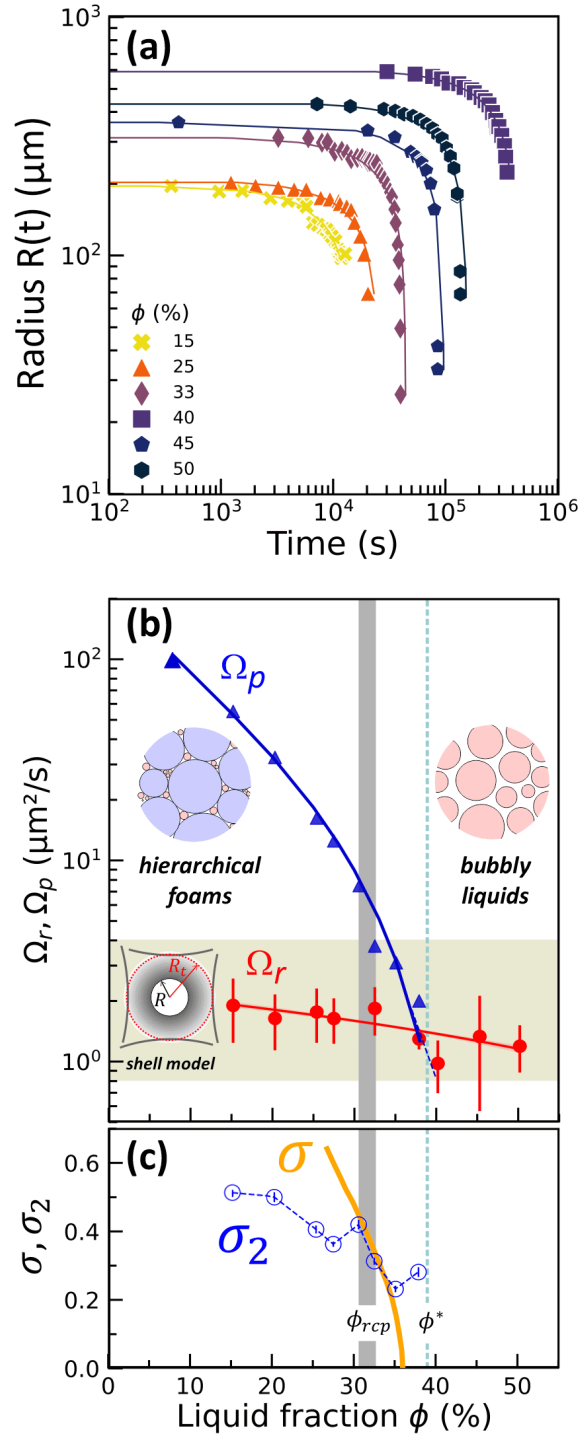 (a)
Radius R(t) (μm)
10³
10²
10¹
ϕ (%)
15
25
33
40
45
50
10² 10³ 10⁴ 10⁵ 10⁶
Time (s)
(b)
Ωᵣ, Ωₚ (μm²/s)
10²
10¹
10⁰
Ωₚ
hierarchical
foams
bubbly
liquids
Rₜ
R
shell model
Ωᵣ
(c)
σ, σ₂
0.6
0.4
0.2
0.0
σ
σ₂
ϕ_rcp
ϕ*
0 10 20 30 40 50
Liquid fraction ϕ (%)